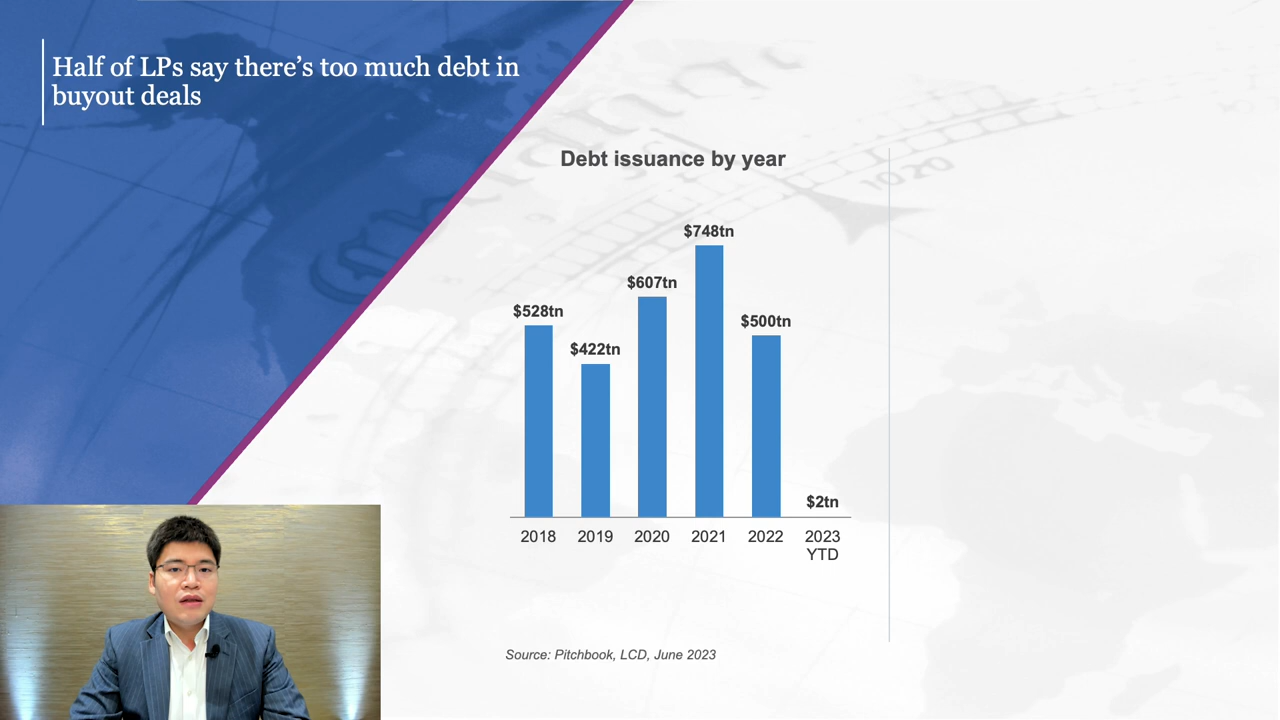 Half of LPs say there’s too much debt in
buyout deals
Debt issuance by year
$748tn
$607tn
$528tn
$500tn
$422tn
$2tn
2018 2019 2020 2021 2022 2023
YTD
1020
Source: Pitchbook, LCD, June 2023